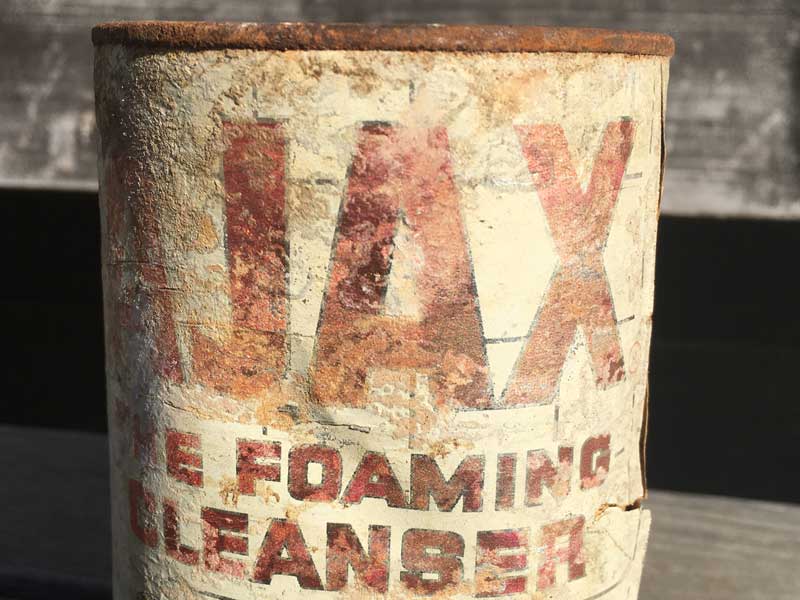 AJAX
THE FOAMING
CLEANSER